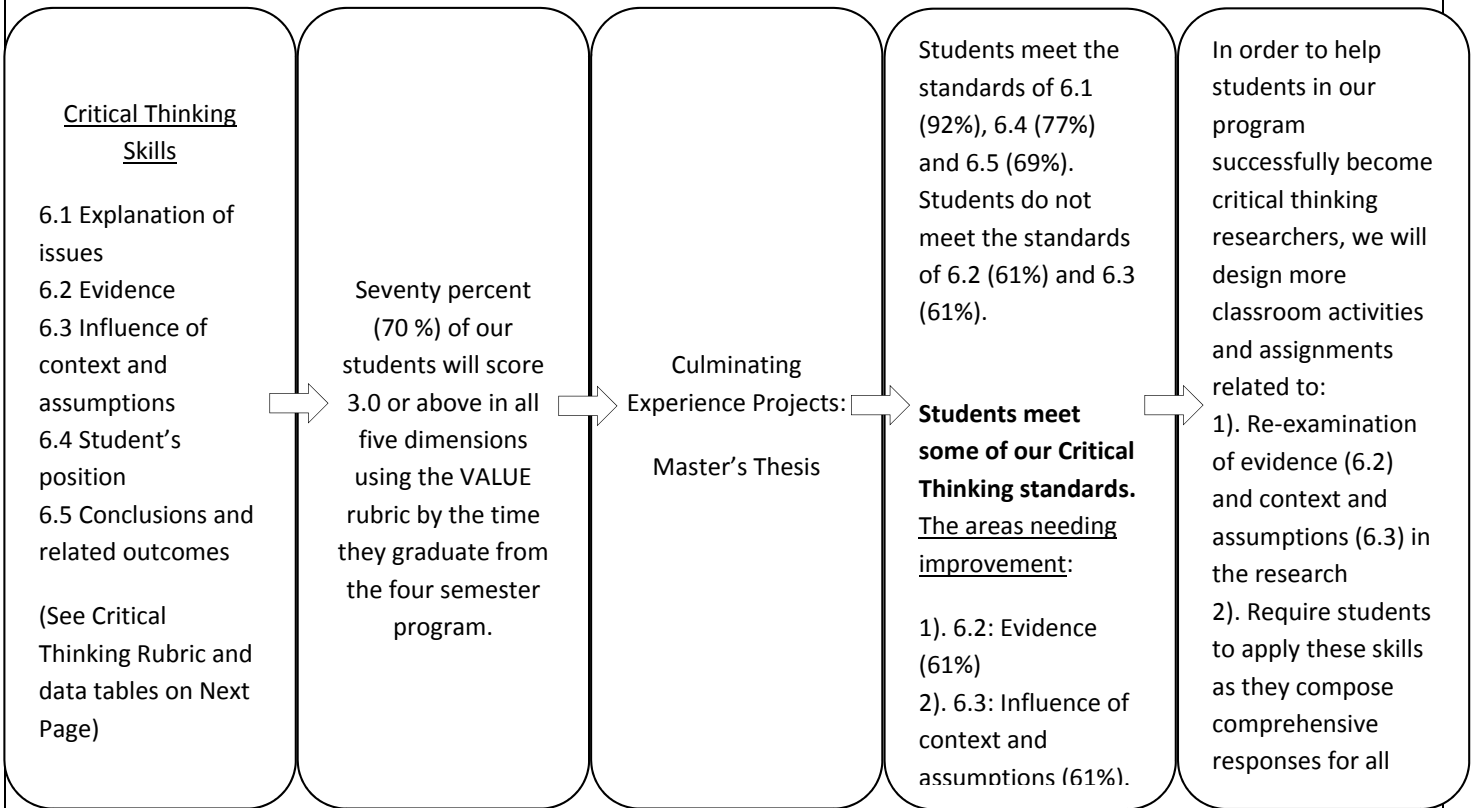 Critical Thinking
Skills
6.1 Explanation of
issues
6.2 Evidence
6.3 Influence of
context and
assumptions
6.4 Student’s
position
6.5 Conclusions and
related outcomes
(See Critical
Thinking Rubric and
data tables on Next
Page)
Seventy percent
(70 %) of our
students will score
3.0 or above in all
five dimensions
using the VALUE
rubric by the time
they graduate from
the four semester
program.
Culminating
Experience Projects:
Master’s Thesis
Students meet the
standards of 6.1
(92%), 6.4 (77%)
and 6.5 (69%).
Students do not
meet the standards
of 6.2 (61%) and 6.3
(61%).
Students meet
some of our Critical
Thinking standards.
The areas needing
improvement:
1). 6.2: Evidence
(61%)
2). 6.3: Influence of
context and
assumptions (61%).
In order to help
students in our
program
successfully become
critical thinking
researchers, we will
design more
classroom activities
and assignments
related to:
1). Re-examination
of evidence (6.2)
and context and
assumptions (6.3) in
the research
2). Require students
to apply these skills
as they compose
comprehensive
responses for all